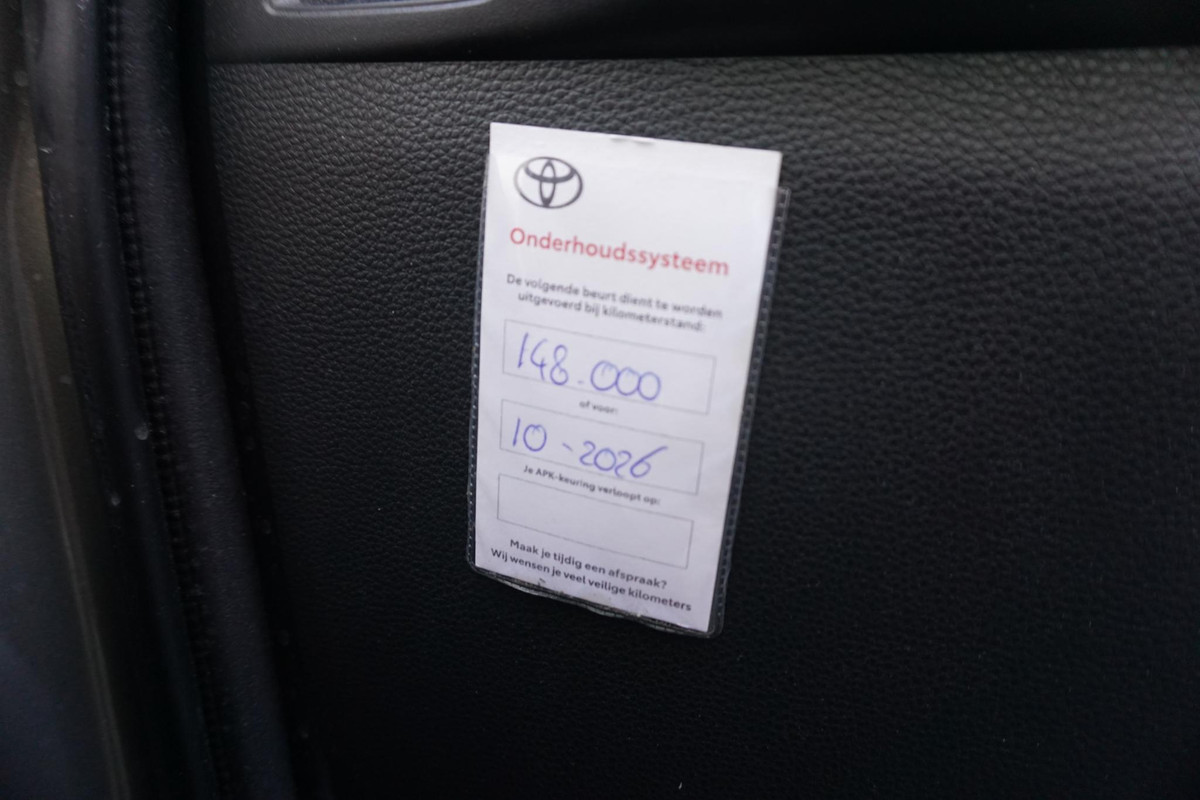 Onderhoudssysteem
De volgende beurt dient te worden
uitgevoerd bij kilometerstand:
148.000
of voor:
10-2026
Je APK-keuring verloopt op:
Maak je tijdig een afspraak?
Wij wensen je veel veilige kilometers